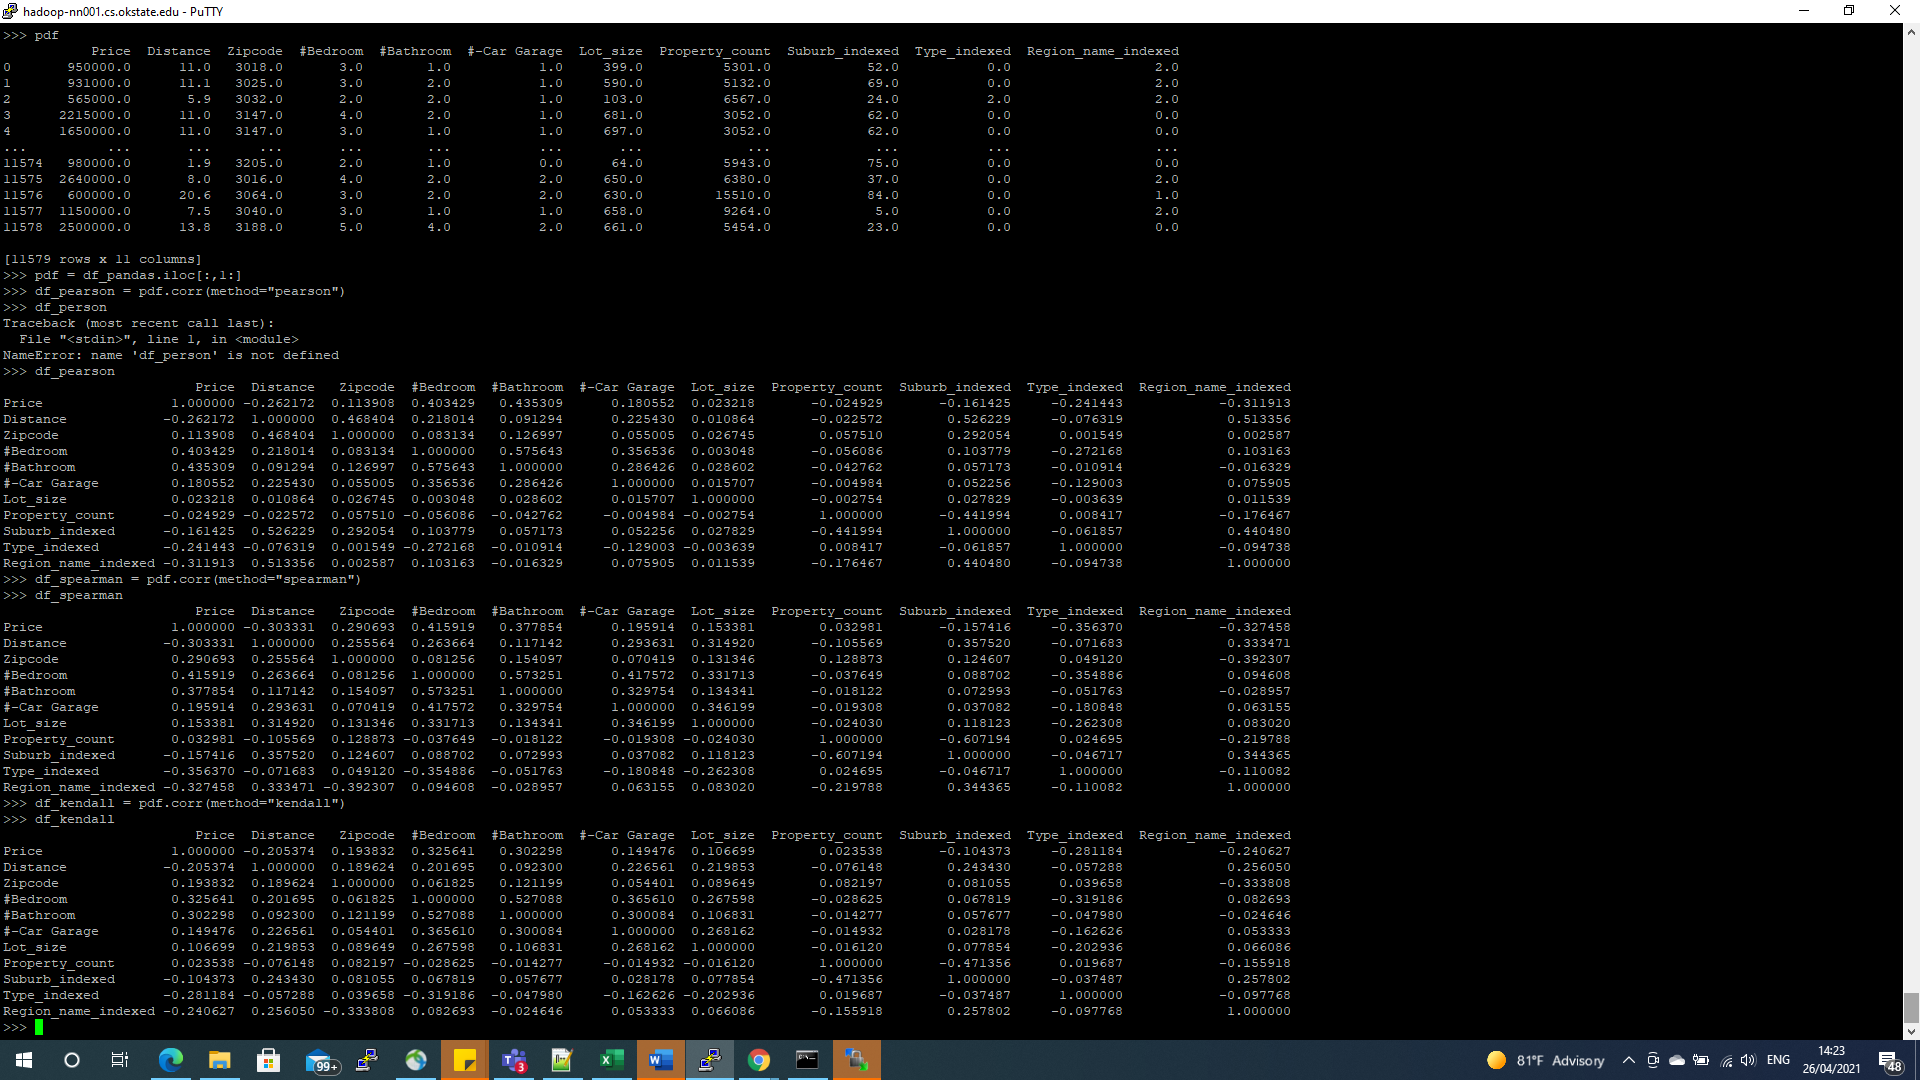 hadoop-nn001.cs.okstate.edu - PuTTY
>>> pdf
Price Distance Zipcode #Bedroom #Bathroom #-Car Garage Lot_size Property_count Suburb_indexed Type_indexed Region_name_indexed
0 950000.0 11.0 3018.0 3.0 1.0 1.0 399.0 5301.0 52.0 0.0 2.0
1 931000.0 11.1 3025.0 3.0 2.0 1.0 590.0 5132.0 69.0 0.0 2.0
2 565000.0 5.9 3032.0 2.0 2.0 1.0 103.0 6567.0 24.0 2.0 2.0
3 2215000.0 11.0 3147.0 4.0 2.0 1.0 681.0 3052.0 62.0 0.0 0.0
4 1650000.0 11.0 3147.0 3.0 1.0 1.0 697.0 3052.0 62.0 0.0 0.0
... ... ... ... ... ... ... ... ... ... ... ...
11574 980000.0 1.9 3205.0 2.0 1.0 0.0 64.0 5943.0 75.0 0.0 0.0
11575 2640000.0 8.0 3016.0 4.0 2.0 2.0 650.0 6380.0 37.0 0.0 2.0
11576 600000.0 20.6 3064.0 3.0 2.0 2.0 630.0 15510.0 84.0 0.0 1.0
11577 1150000.0 7.5 3040.0 3.0 1.0 1.0 658.0 9264.0 5.0 0.0 2.0
11578 2500000.0 13.8 3188.0 5.0 4.0 2.0 661.0 5454.0 23.0 0.0 0.0
[11579 rows x 11 columns]
>>> pdf = df_pandas.iloc[:,1:]
>>> df_pearson = pdf.corr(method="pearson")
>>> df_person
Traceback (most recent call last):
File "<stdin>", line 1, in <module>
NameError: name 'df_person' is not defined
>>> df_pearson
Price Distance Zipcode #Bedroom #Bathroom #-Car Garage Lot_size Property_count Suburb_indexed Type_indexed Region_name_indexed
Price 1.000000 -0.262172 0.113908 0.403429 0.435309 0.180552 0.023218 -0.024929 -0.161425 -0.241443 -0.311913
Distance -0.262172 1.000000 0.468404 0.218014 0.091294 0.225430 0.010864 -0.022572 0.526229 -0.076319 0.513356
Zipcode 0.113908 0.468404 1.000000 0.083134 0.126997 0.055005 0.026745 0.057510 0.292054 0.001549 0.002587
#Bedroom 0.403429 0.218014 0.083134 1.000000 0.575643 0.356536 0.003048 -0.056086 0.103779 -0.272168 0.103163
#Bathroom 0.435309 0.091294 0.126997 0.575643 1.000000 0.286426 0.028602 -0.042762 0.057173 -0.010914 -0.016329
#-Car Garage 0.180552 0.225430 0.055005 0.356536 0.286426 1.000000 0.015707 -0.004984 0.052256 -0.129003 0.075905
Lot_size 0.023218 0.010864 0.026745 0.003048 0.028602 0.015707 1.000000 -0.002754 0.027829 -0.003639 0.011539
Property_count -0.024929 -0.022572 0.057510 -0.056086 -0.042762 -0.004984 -0.002754 1.000000 -0.441994 0.008417 -0.176467
Suburb_indexed -0.161425 0.526229 0.292054 0.103779 0.057173 0.052256 0.027829 -0.441994 1.000000 -0.061857 0.440480
Type_indexed -0.241443 -0.076319 0.001549 -0.272168 -0.010914 -0.129003 -0.003639 0.008417 -0.061857 1.000000 -0.094738
Region_name_indexed -0.311913 0.513356 0.002587 0.103163 -0.016329 0.075905 0.011539 -0.176467 0.440480 -0.094738 1.000000
>>> df_spearman = pdf.corr(method="spearman")
>>> df_spearman
Price Distance Zipcode #Bedroom #Bathroom #-Car Garage Lot_size Property_count Suburb_indexed Type_indexed Region_name_indexed
Price 1.000000 -0.303331 0.290693 0.415919 0.377854 0.195914 0.153381 0.032981 -0.157416 -0.356370 -0.327458
Distance -0.303331 1.000000 0.255564 0.263664 0.117142 0.293631 0.314920 -0.105569 0.357520 -0.071683 0.333471
Zipcode 0.290693 0.255564 1.000000 0.081256 0.154097 0.070419 0.131346 0.128873 0.124607 0.049120 -0.392307
#Bedroom 0.415919 0.263664 0.081256 1.000000 0.573251 0.417572 0.331713 -0.037649 0.088702 -0.354886 0.094608
#Bathroom 0.377854 0.117142 0.154097 0.573251 1.000000 0.329754 0.134341 -0.018122 0.072993 -0.051763 -0.028957
#-Car Garage 0.195914 0.293631 0.070419 0.417572 0.329754 1.000000 0.346199 -0.019308 0.037082 -0.180848 0.063155
Lot_size 0.153381 0.314920 0.131346 0.331713 0.134341 0.346199 1.000000 -0.024030 0.118123 -0.262308 0.083020
Property_count 0.032981 -0.105569 0.128873 -0.037649 -0.018122 -0.019308 -0.024030 1.000000 -0.607194 0.024695 -0.219788
Suburb_indexed -0.157416 0.357520 0.124607 0.088702 0.072993 0.037082 0.118123 -0.607194 1.000000 -0.046717 0.344365
Type_indexed -0.356370 -0.071683 0.049120 -0.354886 -0.051763 -0.180848 -0.262308 0.024695 -0.046717 1.000000 -0.110082
Region_name_indexed -0.327458 0.333471 -0.392307 0.094608 -0.028957 0.063155 0.083020 -0.219788 0.344365 -0.110082 1.000000
>>> df_kendall = pdf.corr(method="kendall")
>>> df_kendall
Price Distance Zipcode #Bedroom #Bathroom #-Car Garage Lot_size Property_count Suburb_indexed Type_indexed Region_name_indexed
Price 1.000000 -0.205374 0.193832 0.325641 0.302298 0.149476 0.106699 0.023538 -0.104373 -0.281184 -0.240627
Distance -0.205374 1.000000 0.189624 0.201695 0.092300 0.226561 0.219853 -0.076148 0.243430 -0.057288 0.256050
Zipcode 0.193832 0.189624 1.000000 0.061825 0.121199 0.054401 0.089649 0.082197 0.081055 0.039658 -0.333808
#Bedroom 0.325641 0.201695 0.061825 1.000000 0.527088 0.365610 0.267598 -0.028625 0.067819 -0.319186 0.082693
#Bathroom 0.302298 0.092300 0.121199 0.527088 1.000000 0.300084 0.106831 -0.014277 0.057677 -0.047980 -0.024646
#-Car Garage 0.149476 0.226561 0.054401 0.365610 0.300084 1.000000 0.268162 -0.014932 0.028178 -0.162626 0.053333
Lot_size 0.106699 0.219853 0.089649 0.267598 0.106831 0.268162 1.000000 -0.016120 0.077854 -0.202936 0.066086
Property_count 0.023538 -0.076148 0.082197 -0.028625 -0.014277 -0.014932 -0.016120 1.000000 -0.471356 0.019687 -0.155918
Suburb_indexed -0.104373 0.243430 0.081055 0.067819 0.057677 0.028178 0.077854 -0.471356 1.000000 -0.037487 0.257802
Type_indexed -0.281184 -0.057288 0.039658 -0.319186 -0.047980 -0.162626 -0.202936 0.019687 -0.037487 1.000000 -0.097768
Region_name_indexed -0.240627 0.256050 -0.333808 0.082693 -0.024646 0.053333 0.066086 -0.155918 0.257802 -0.097768 1.000000
>>>
99+ 3 81°F Advisory ENG 14:23
26/04/2021 48